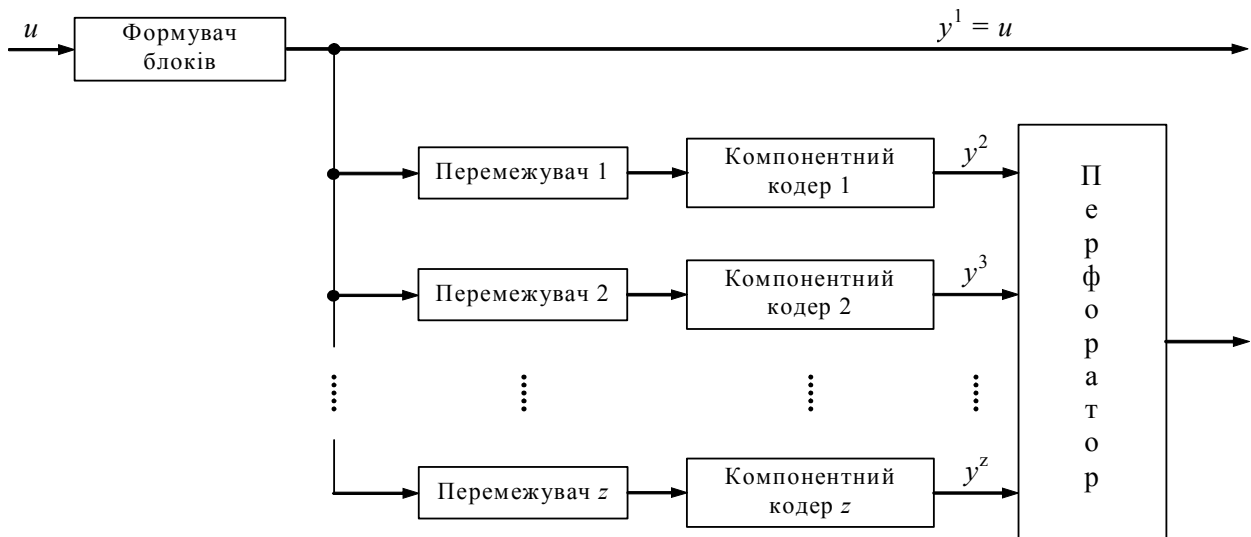 u
Формувач
блоків
y¹ = u
Перемежувач 1
Компонентний
кодер 1
y²
Перемежувач 2
Компонентний
кодер 2
y³
Перемежувач z
Компонентний
кодер z
yᶻ
Перфоратор